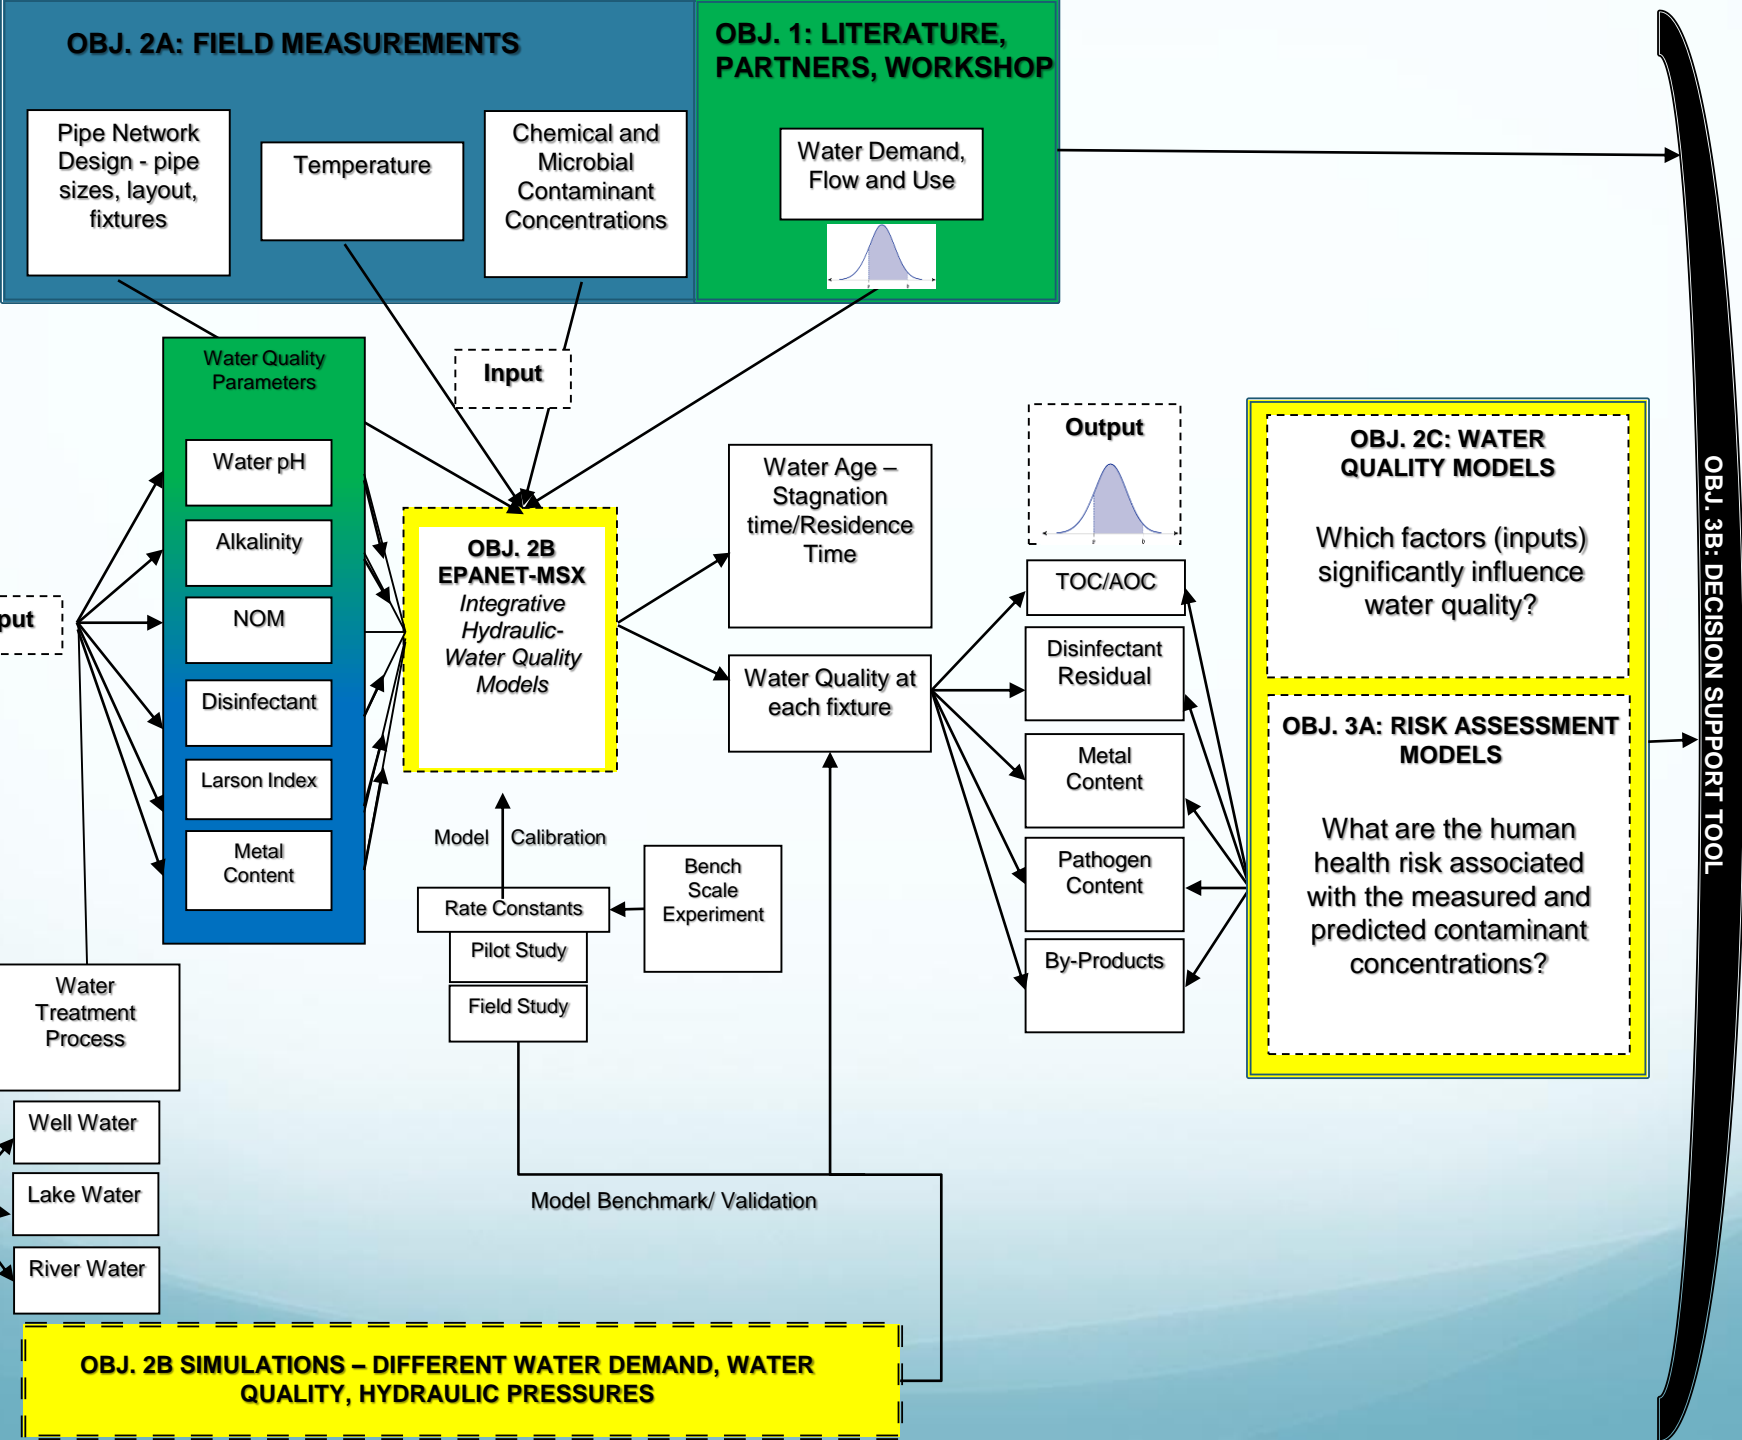 OBJ. 2A: FIELD MEASUREMENTS
OBJ. 1: LITERATURE,
PARTNERS, WORKSHOP
Pipe Network
Design - pipe
sizes, layout,
fixtures
Temperature
Chemical and
Microbial
Contaminant
Concentrations
Water Demand,
Flow and Use
Input
Water Quality
Parameters
Water pH
Alkalinity
NOM
Disinfectant
Larson Index
Metal
Content
put
OBJ. 2B
EPANET-MSX
Integrative
Hydraulic-
Water Quality
Models
Water Age –
Stagnation
time/Residence
Time
Water Quality at
each fixture
Output
TOC/AOC
Disinfectant
Residual
Metal
Content
Pathogen
Content
By-Products
OBJ. 2C: WATER
QUALITY MODELS
Which factors (inputs)
significantly influence
water quality?
OBJ. 3A: RISK ASSESSMENT
MODELS
What are the human
health risk associated
with the measured and
predicted contaminant
concentrations?
OBJ. 3B: DECISION SUPPORT TOOL
Model Calibration
Rate Constants
Pilot Study
Field Study
Bench
Scale
Experiment
Water
Treatment
Process
Well Water
Lake Water
River Water
Model Benchmark/ Validation
OBJ. 2B SIMULATIONS – DIFFERENT WATER DEMAND, WATER
QUALITY, HYDRAULIC PRESSURES